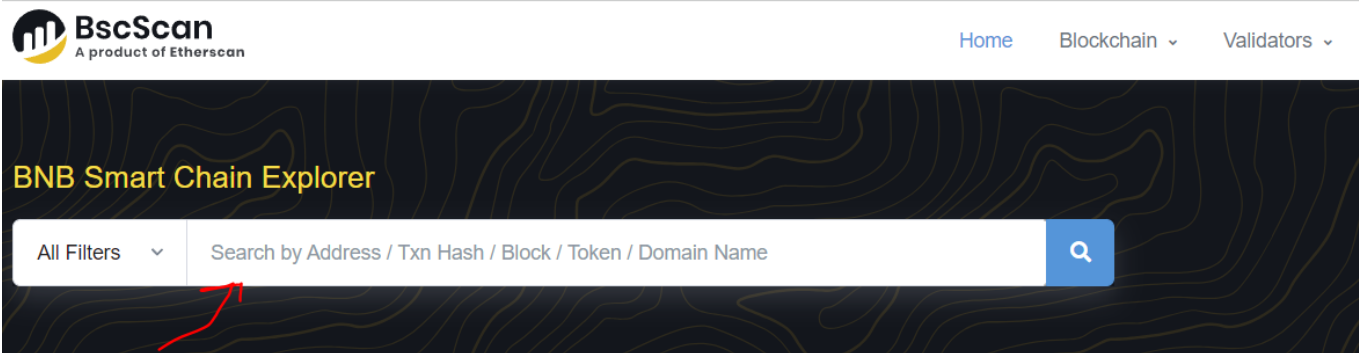 BscScan
A product of Etherscan
Home Blockchain Validators
BNB Smart Chain Explorer
All Filters Search by Address / Txn Hash / Block / Token / Domain Name